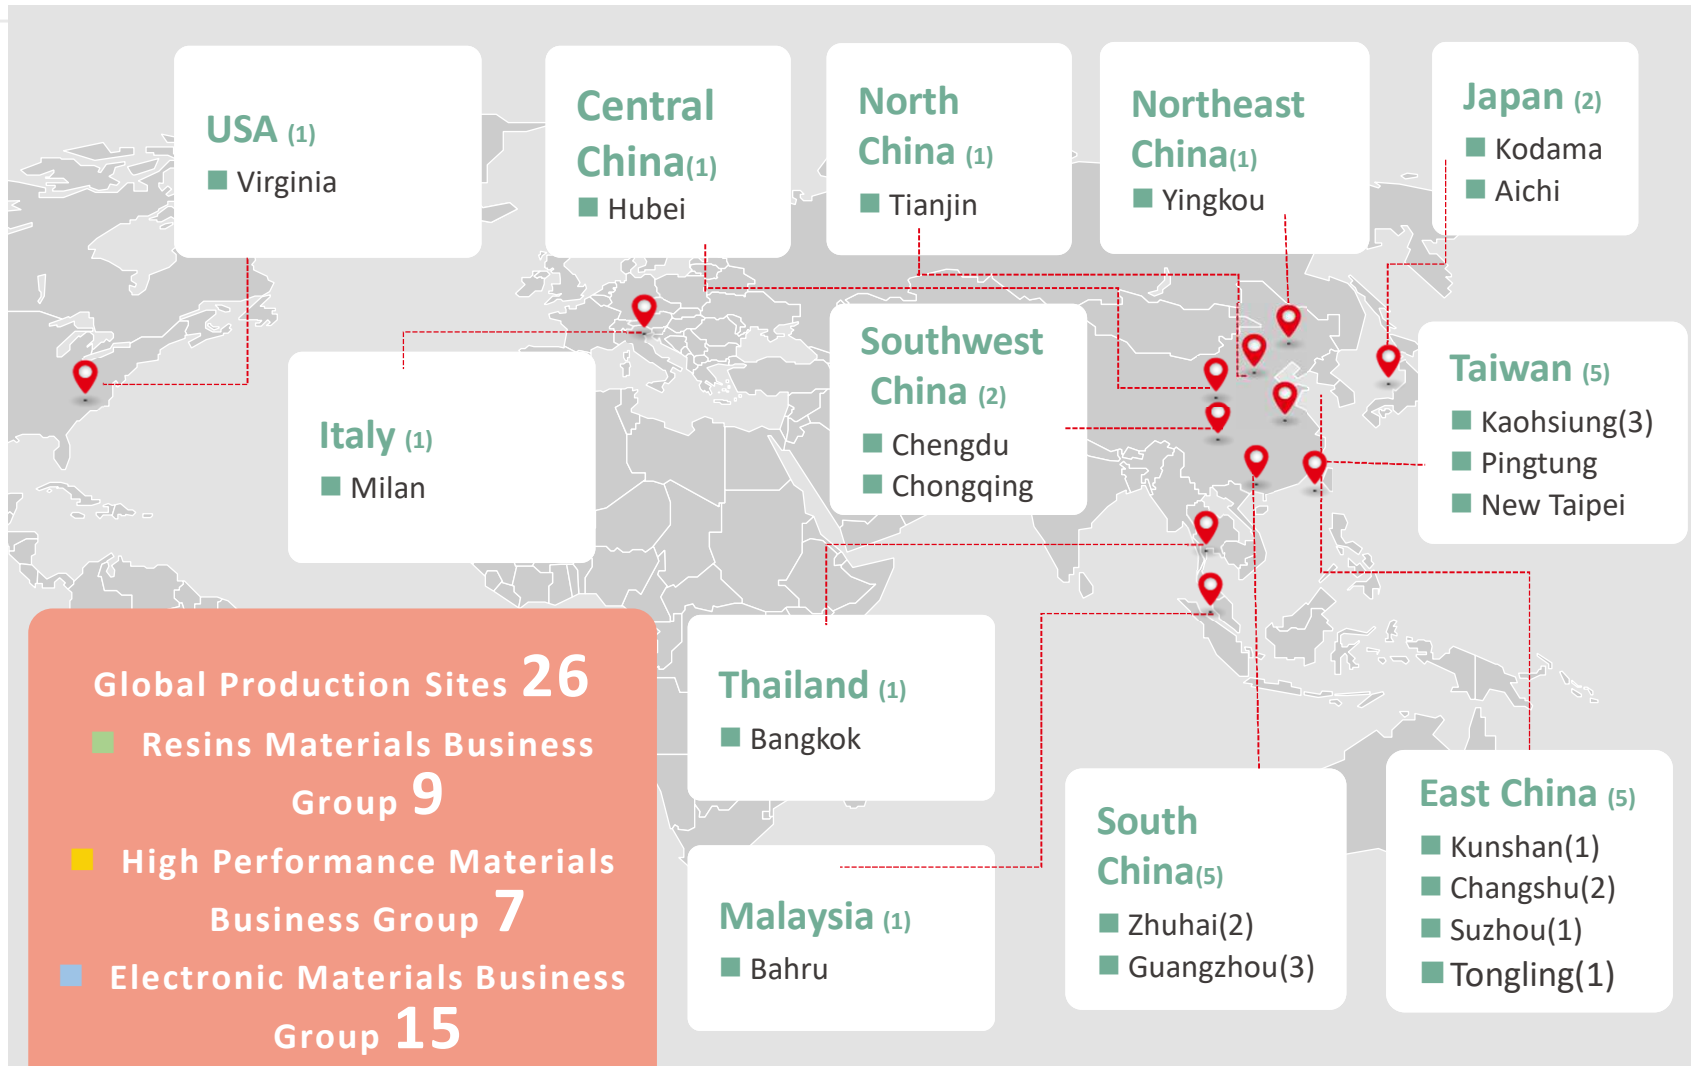 USA (1)
Virginia
Central
China(1)
Hubei
North
China (1)
Tianjin
Northeast
China(1)
Yingkou
Japan (2)
Kodama
Aichi
Italy (1)
Milan
Southwest
China (2)
Chengdu
Chongqing
Taiwan (5)
Kaohsiung(3)
Pingtung
New Taipei
Global Production Sites 26
Resins Materials Business
Group 9
High Performance Materials
Business Group 7
Electronic Materials Business
Group 15
Thailand (1)
Bangkok
Malaysia (1)
Bahru
South
China(5)
Zhuhai(2)
Guangzhou(3)
East China (5)
Kunshan(1)
Changshu(2)
Suzhou(1)
Tongling(1)